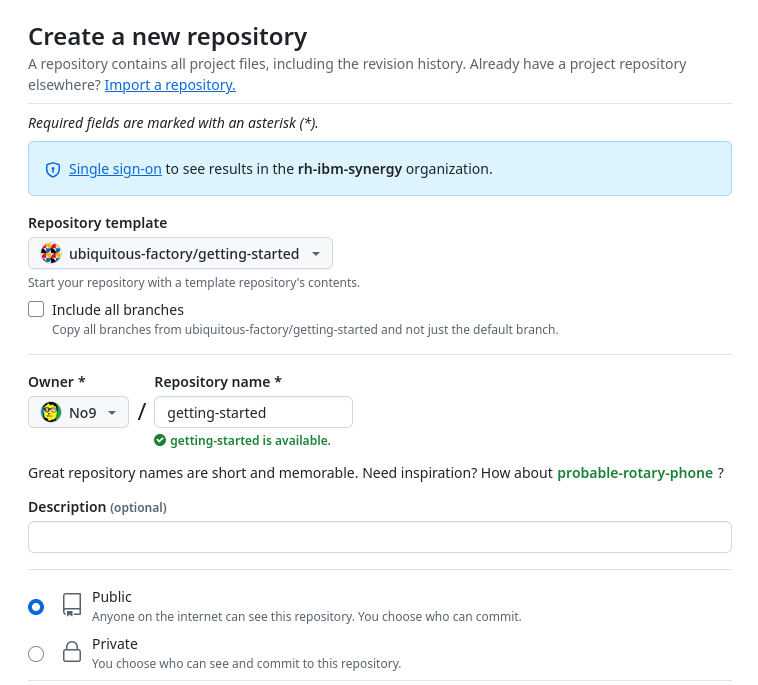 Create a new repository
A repository contains all project files, including the revision history. Already have a project repository
elsewhere? Import a repository.
Required fields are marked with an asterisk (*).
Single sign-on to see results in the rh-ibm-synergy organization.
Repository template
ubiquitous-factory/getting-started
Start your repository with a template repository's contents.
Include all branches
Copy all branches from ubiquitous-factory/getting-started and not just the default branch.
Owner * Repository name *
No9 / getting-started
getting-started is available.
Great repository names are short and memorable. Need inspiration? How about probable-rotary-phone ?
Description (optional)
Public
Anyone on the internet can see this repository. You choose who can commit.
Private
You choose who can see and commit to this repository.